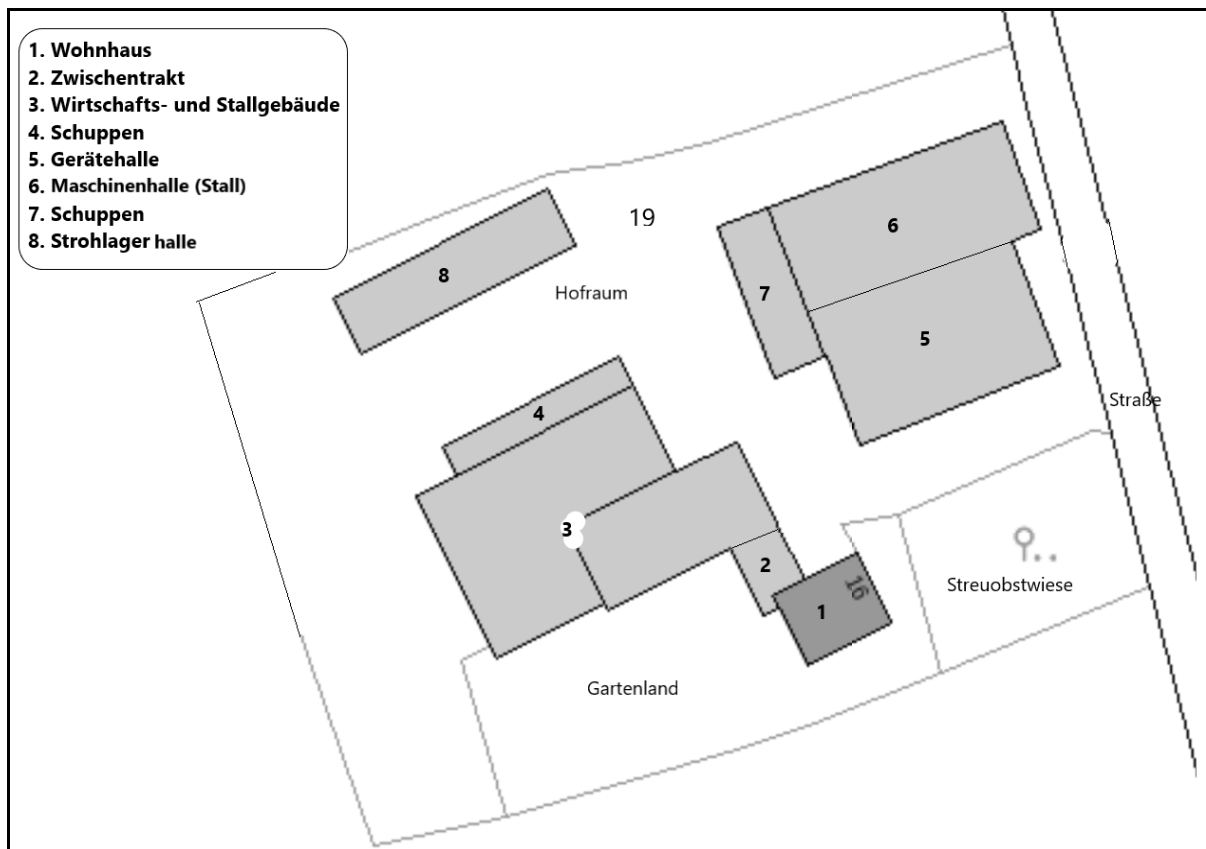 1. Wohnhaus
2. Zwischentrakt
3. Wirtschafts- und Stallgebäude
4. Schuppen
5. Gerätehalle
6. Maschinenhalle (Stall)
7. Schuppen
8. Strohlager halle
19
6
8
Hofraum
7
5
Straße
4
3
2
16
Streuobstwiese
1
Gartenland